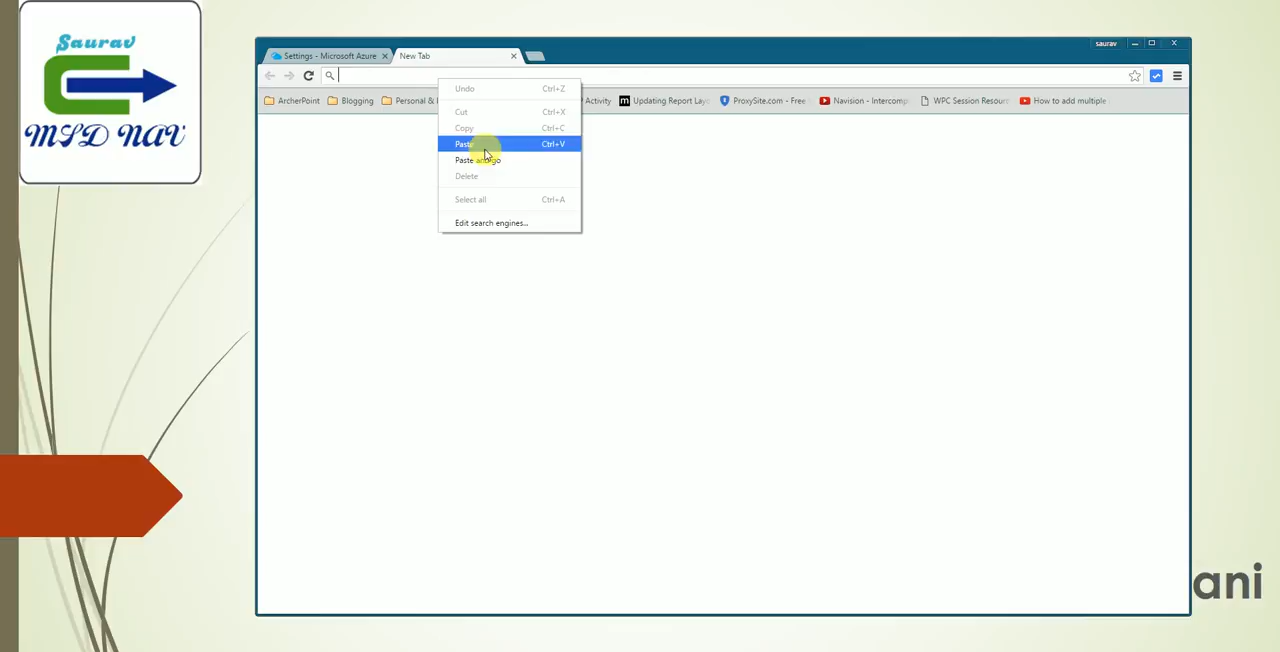 Saurav
MSD NAV
saurav
Settings - Microsoft Azure
New Tab
ArcherPoint
Blogging
Personal &
Activity
Updating Report Layo
ProxySite.com - Free
Navision - Intercomp
WPC Session Resourc
How to add multiple
Undo Ctrl+Z
Cut Ctrl+X
Copy Ctrl+C
Paste Ctrl+V
Paste and go
Delete
Select all Ctrl+A
Edit search engines...
ani